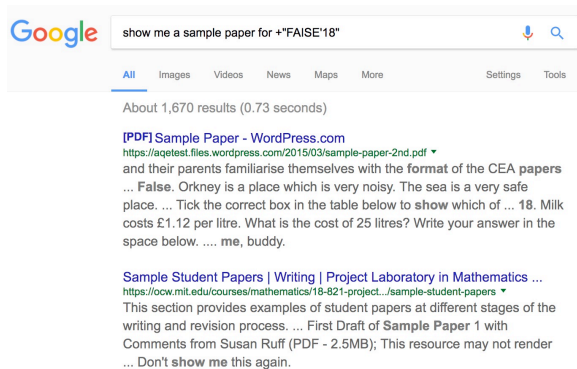 Google
show me a sample paper for +"FAISE'18"
All Images Videos News Maps More Settings Tools
About 1,670 results (0.73 seconds)
[PDF] Sample Paper - WordPress.com
https://aqetest.files.wordpress.com/2015/03/sample-paper-2nd.pdf
and their parents familiarise themselves with the format of the CEA papers
... False. Orkney is a place which is very noisy. The sea is a very safe
place. ... Tick the correct box in the table below to show which of ... 18. Milk
costs £1.12 per litre. What is the cost of 25 litres? Write your answer in the
space below. .... me, buddy.
Sample Student Papers | Writing | Project Laboratory in Mathematics ...
https://ocw.mit.edu/courses/mathematics/18-821-project.../sample-student-papers
This section provides examples of student papers at different stages of the
writing and revision process. ... First Draft of Sample Paper 1 with
Comments from Susan Ruff (PDF - 2.5MB); This resource may not render
... Don't show me this again.